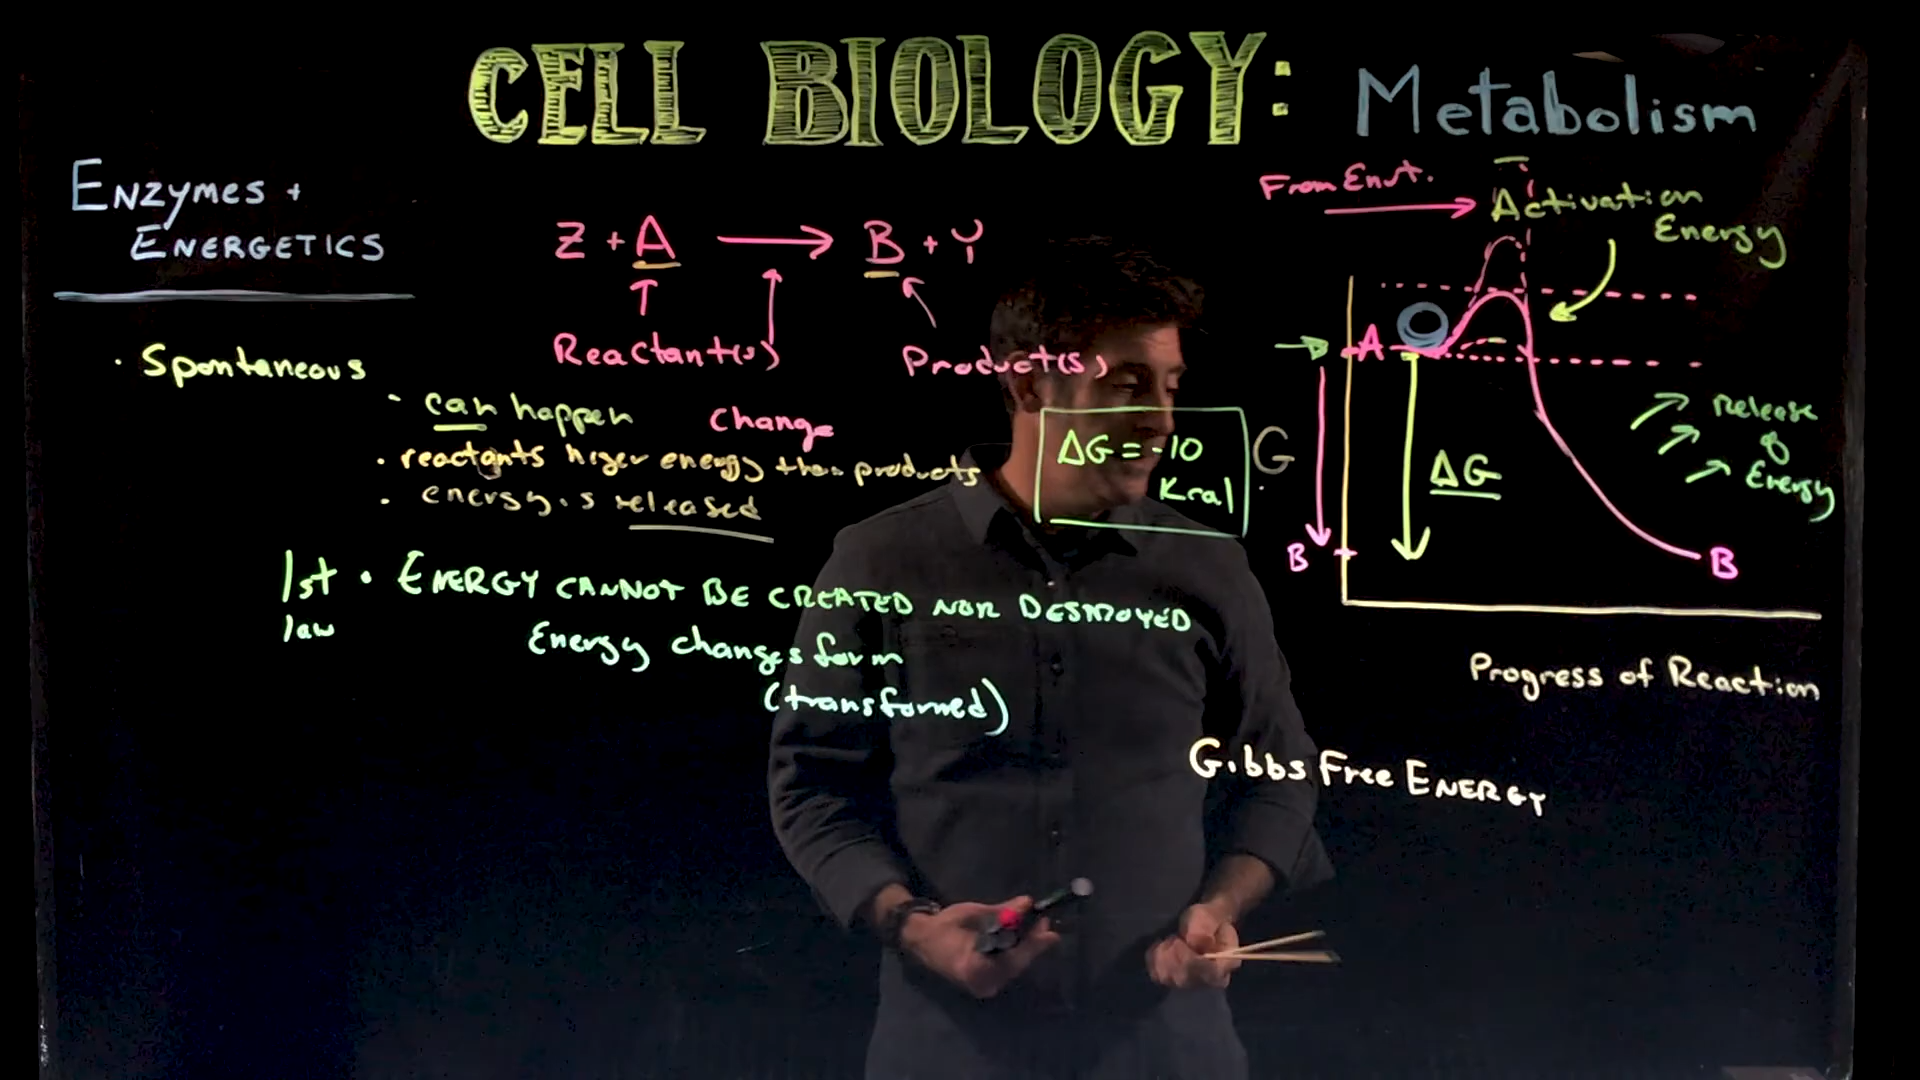 CELL BIOLOGY: Metabolism
Enzymes +
Energetics
Z + A → B + Y
Reactant(s)
Product(s)
• Spontaneous
• can happen
Change
• reactants higer energy than products
• energy is released
ΔG = -10
Kcal
1st law • Energy cannot be created nor destroyed
Energy changes form
(transformed)
From Envt. →
Activation
Energy
A
G
B
ΔG
release
of
Energy
B
Progress of Reaction
Gibbs Free Energy